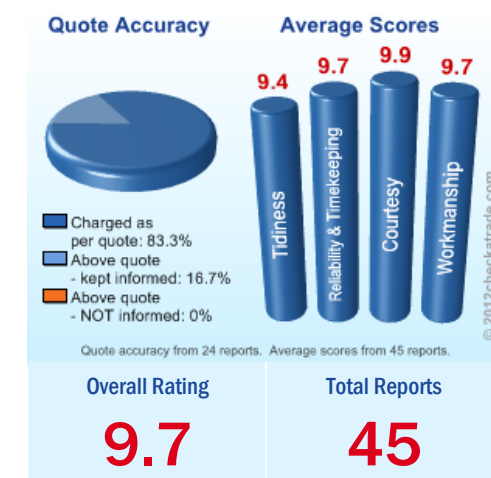 Quote Accuracy
Average Scores
9.4
9.7
9.9
9.7
Tidiness
Reliability & Timekeeping
Courtesy
Workmanship
Charged as
per quote: 83.3%
Above quote
- kept informed: 16.7%
Above quote
- NOT informed: 0%
© 2012checkatrade.com
Quote accuracy from 24 reports. Average scores from 45 reports.
Overall Rating
9.7
Total Reports
45